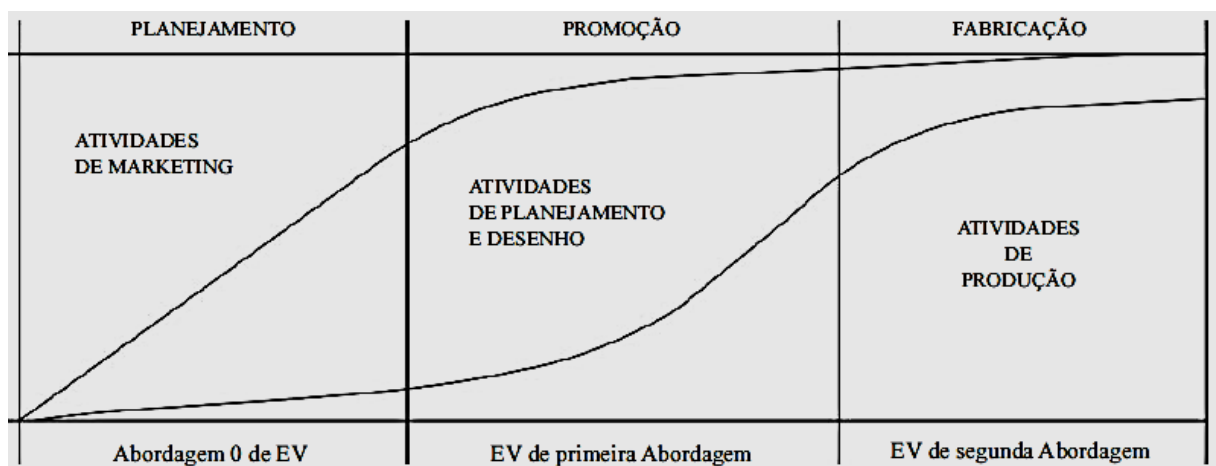 PLANEJAMENTO
PROMOÇÃO
FABRICAÇÃO
ATIVIDADES
DE MARKETING
ATIVIDADES
DE PLANEJAMENTO
E DESENHO
ATIVIDADES
DE
PRODUÇÃO
Abordagem 0 de EV
EV de primeira Abordagem
EV de segunda Abordagem